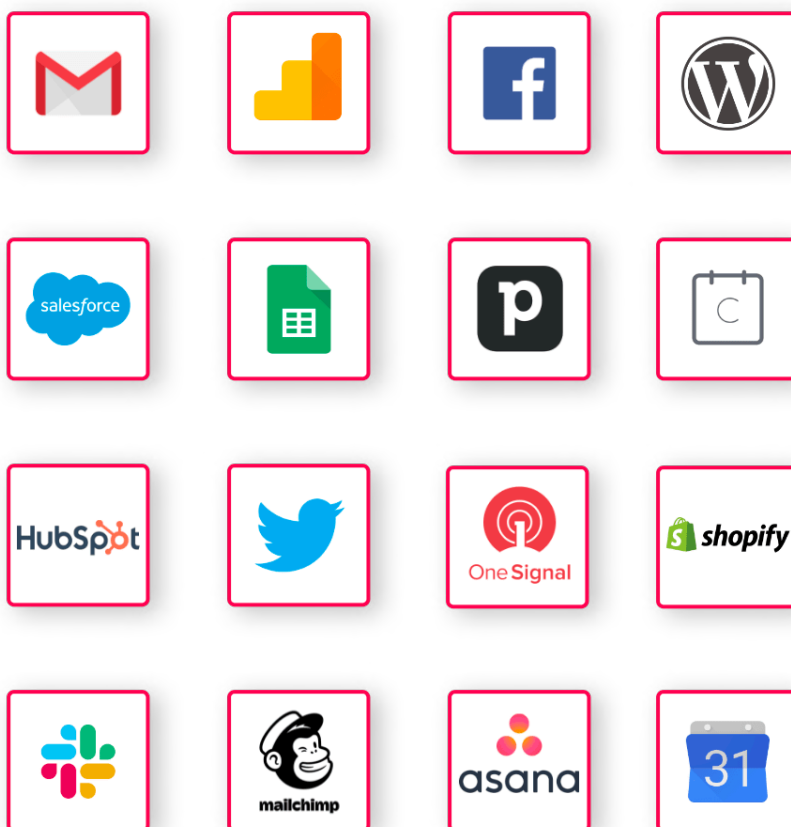 f
W
salesforce
p
C
HubSpot
One Signal
S shopify
mailchimp
asana
31